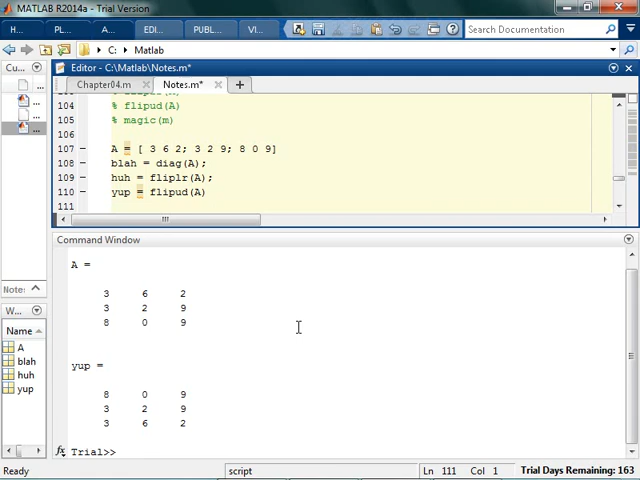 MATLAB R2014a - Trial Version
H... PL... A... EDI... PUBL... VI... Search Documentation
C: Matlab
Cu... Editor - C:\Matlab\Notes.m*
Chapter04.m Notes.m*
...
...
...
...
104 % flipud(A)
105 % magic(m)
106
107 - A = [ 3 6 2; 3 2 9; 8 0 9]
108 - blah = diag(A);
109 - huh = fliplr(A);
110 - yup = flipud(A)
111
Command Window
A =
3 6 2
3 2 9
8 0 9
yup =
8 0 9
3 2 9
3 6 2
fx Trial>>
Notes
W...
Name
A
blah
huh
yup
Ready script Ln 111 Col 1 Trial Days Remaining: 163